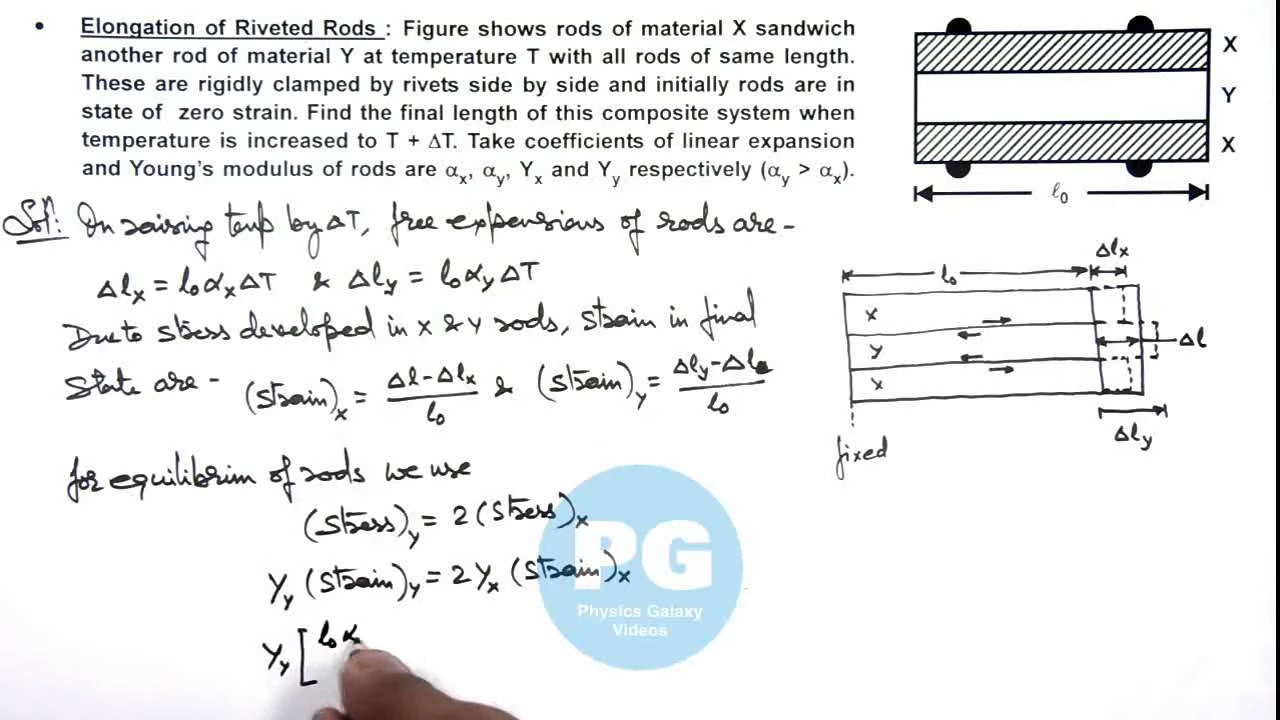 • Elongation of Riveted Rods : Figure shows rods of material X sandwich
another rod of material Y at temperature T with all rods of same length.
These are rigidly clamped by rivets side by side and initially rods are in
state of zero strain. Find the final length of this composite system when
temperature is increased to T + ΔT. Take coefficients of linear expansion
and Young's modulus of rods are αx, αy, Yx and Yy respectively (αy > αx).
X
Y
X
l₀
Sol: On raising temp by ΔT, free expensions of rods are -
Δlx = l₀αxΔT & Δly = l₀αyΔT
Due to stress developed in X & Y rods, strain in final
state are - (strain)x = (Δl-Δlx)/l₀ & (strain)y = (Δly-Δl)/l₀
for equilibrim of rods we use
(stress)y = 2 (stress)x
Yy (strain)y = 2 Yx (strain)x
Yy [ l₀α
Δlx
l₀
x
y
x
Δl
Δly
fixed
PG
Physics Galaxy
Videos